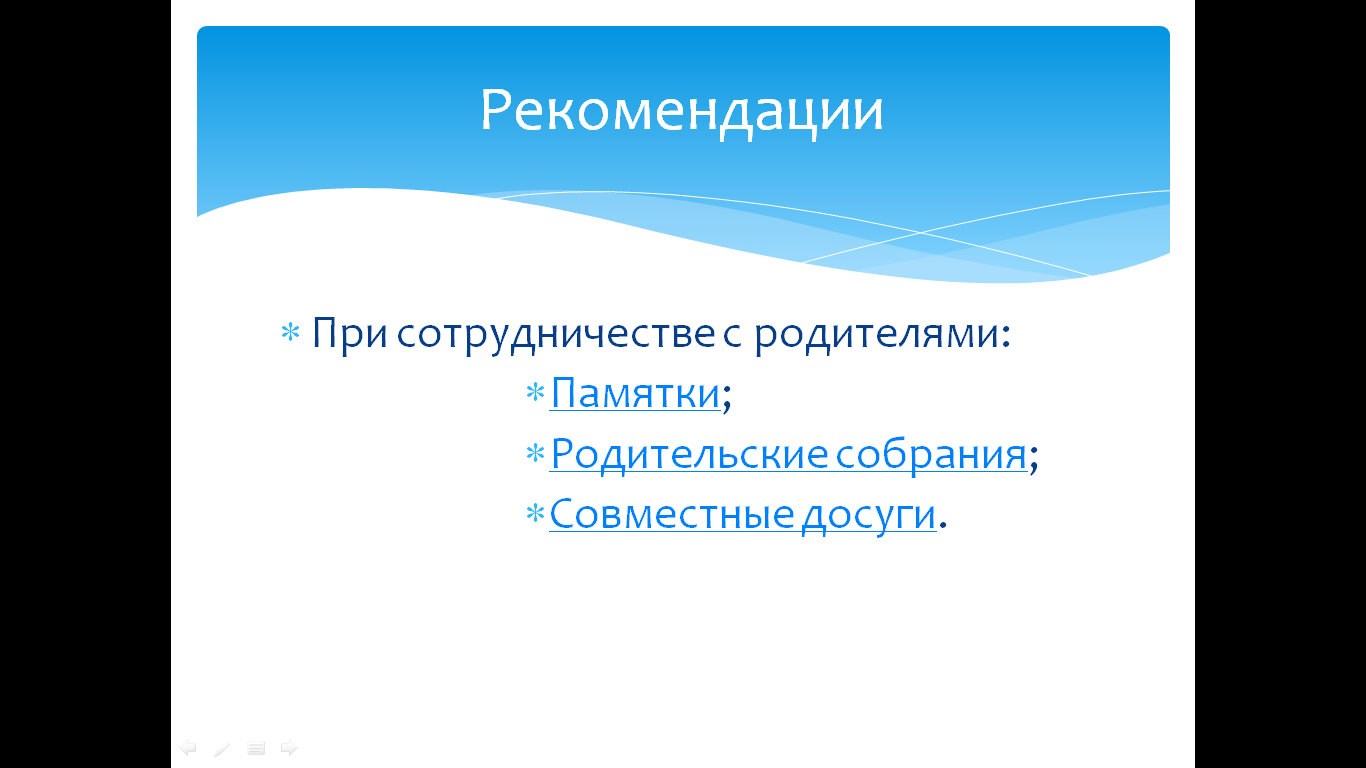 Рекомендации
* При сотрудничестве с родителями:
* Памятки;
* Родительские собрания;
* Совместные досуги.